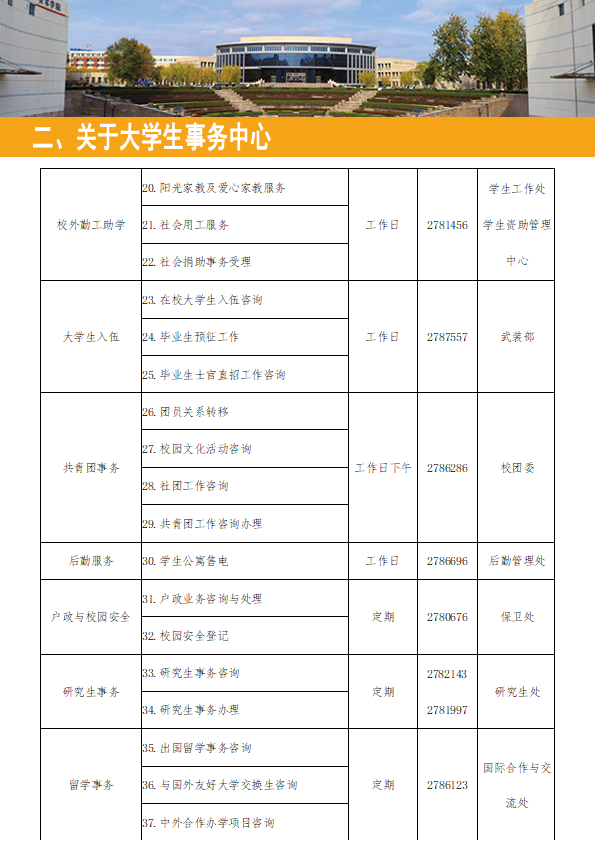 二、关于大学生事务中心
校外勤工助学
20. 阳光家教及爱心家教服务
21. 社会用工服务
22. 社会捐助事务受理
工作日
2781456
学生工作处
学生资助管理
中心
大学生入伍
23. 在校大学生入伍咨询
24. 毕业生预征工作
25. 毕业生士官直招工作咨询
工作日
2787557
武装部
共青团事务
26. 团员关系转移
27. 校园文化活动咨询
28. 社团工作咨询
29. 共青团工作咨询办理
工作日下午
2786286
校团委
后勤服务
30. 学生公寓售电
工作日
2786696
后勤管理处
户政与校园安全
31. 户政业务咨询与处理
32. 校园安全登记
定期
2780676
保卫处
研究生事务
33. 研究生事务咨询
34. 研究生事务办理
定期
2782143
2781997
研究生处
留学事务
35. 出国留学事务咨询
36. 与国外友好大学交换生咨询
37. 中外合作办学项目咨询
定期
2786123
国际合作与交
流处